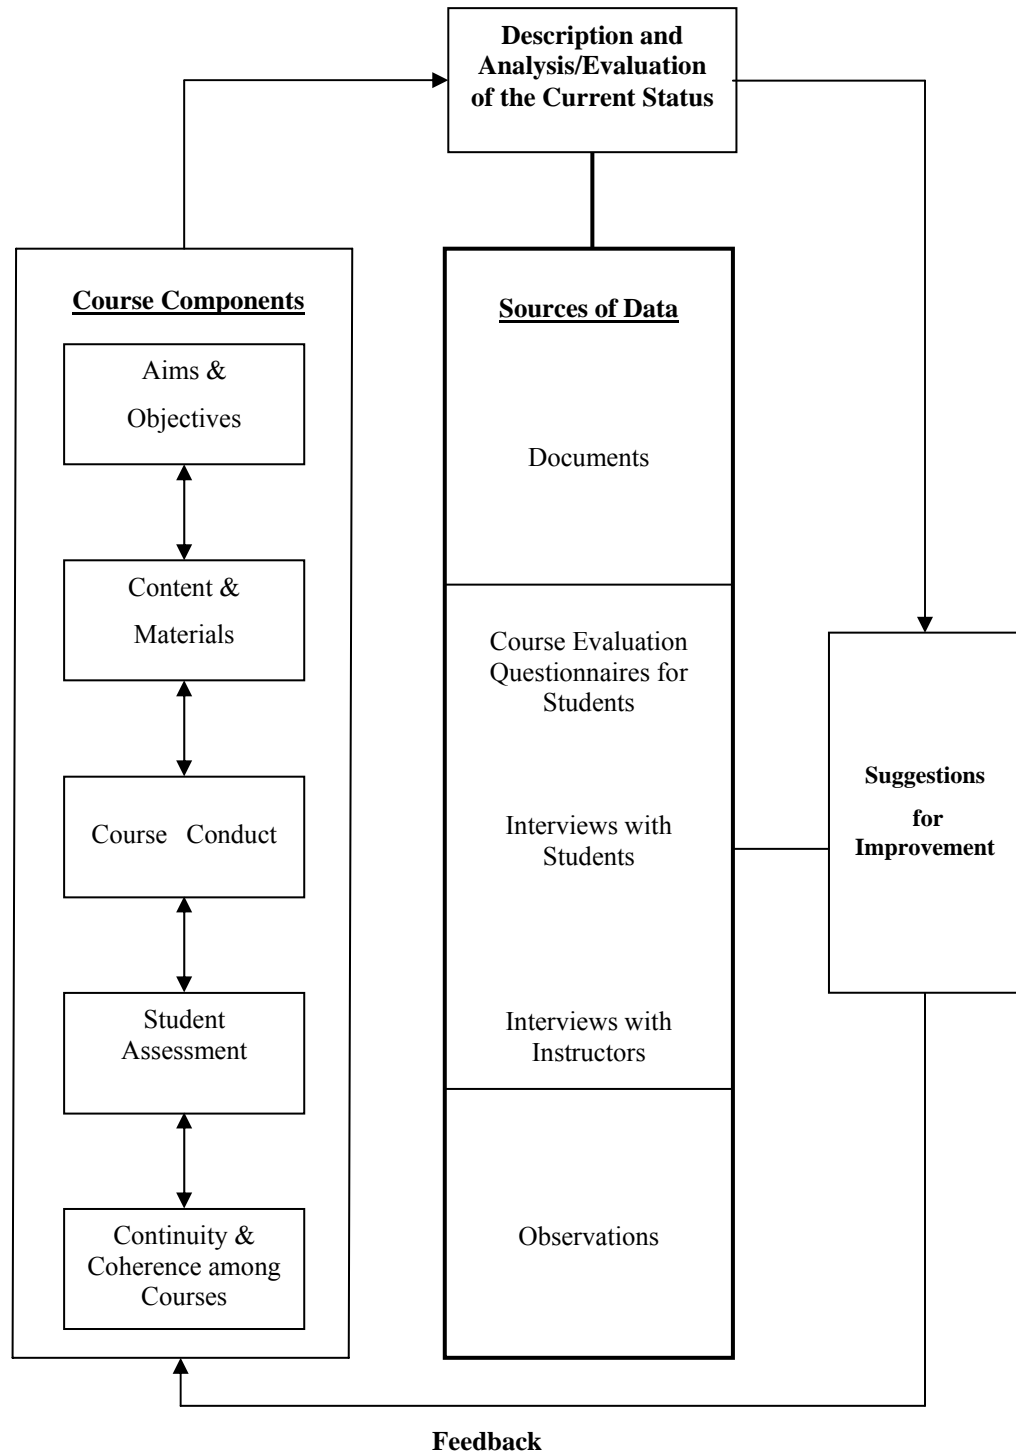 Description and
Analysis/Evaluation
of the Current Status
Course Components
Aims &
Objectives
Content &
Materials
Course Conduct
Student
Assessment
Continuity &
Coherence among
Courses
Sources of Data
Documents
Course Evaluation
Questionnaires for
Students
Interviews with
Students
Interviews with
Instructors
Observations
Suggestions
for
Improvement
Feedback